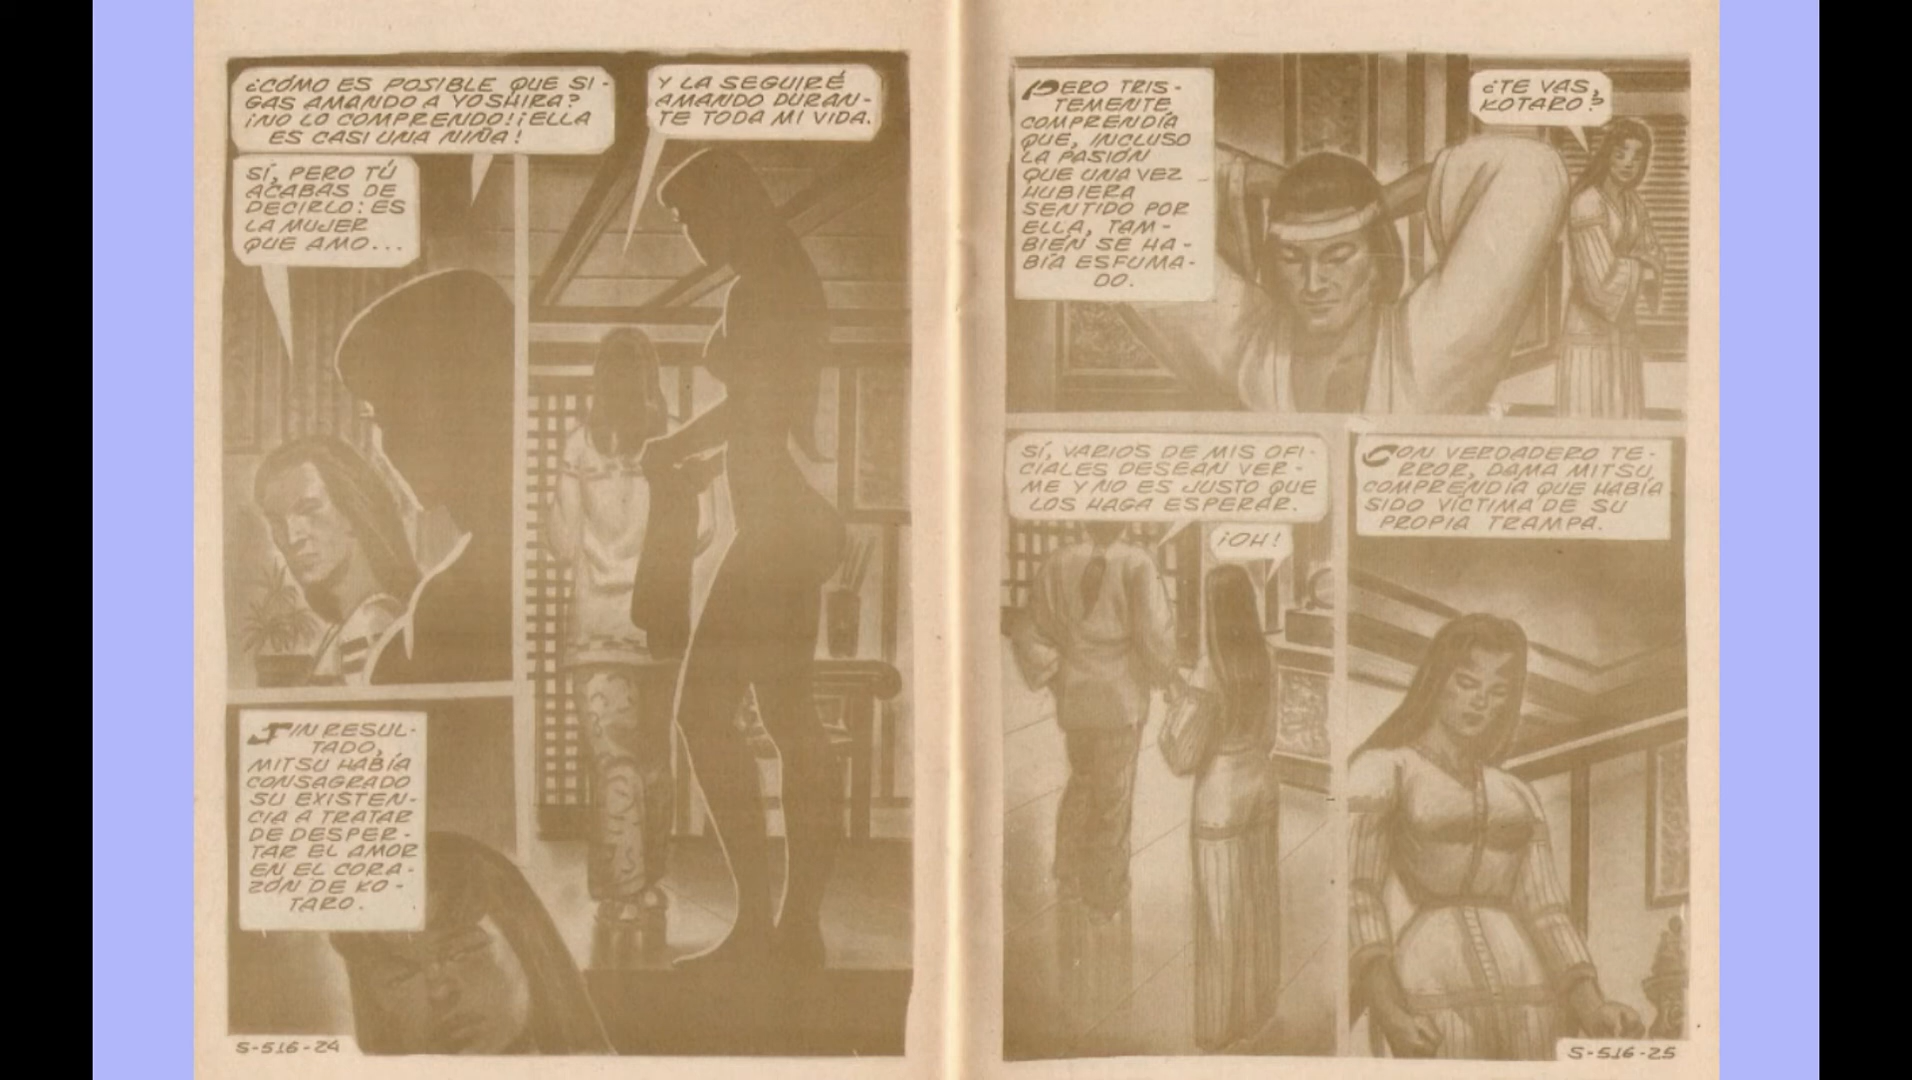 ¿CÓMO ES POSIBLE QUE SI-
GAS AMANDO A YOSHIRA?
¡NO LO COMPRENDO! ¡ELLA
ES CASI UNA NIÑA!
SÍ, PERO TÚ
ACABAS DE
DECIRLO: ES
LA MUJER
QUE AMO...
Y LA SEGUIRÉ
AMANDO DURAN-
TE TODA MI VIDA.
SIN RESUL-
TADO,
MITSU HABÍA
CONSAGRADO
SU EXISTEN-
CIA A TRATAR
DE DESPER-
TAR EL AMOR
EN EL CORA-
ZÓN DE KO-
TARO.
S-516-24
PERO TRIS-
TEMENTE
COMPRENDÍA
QUE, INCLUSO
LA PASIÓN
QUE UNA VEZ
HUBIERA
SENTIDO POR
ELLA, TAM-
BIÉN SE HA-
BÍA ESFUMA-
DO.
¿TE VAS,
KOTARO?
SÍ, VARIOS DE MIS OFI-
CIALES DESEAN VER-
ME Y NO ES JUSTO QUE
LOS HAGA ESPERAR.
¡OH!
CON VERDADERO TE-
RROR, DAMA MITSU
COMPRENDÍA QUE HABÍA
SIDO VÍCTIMA DE SU
PROPIA TRAMPA.
S-516-25